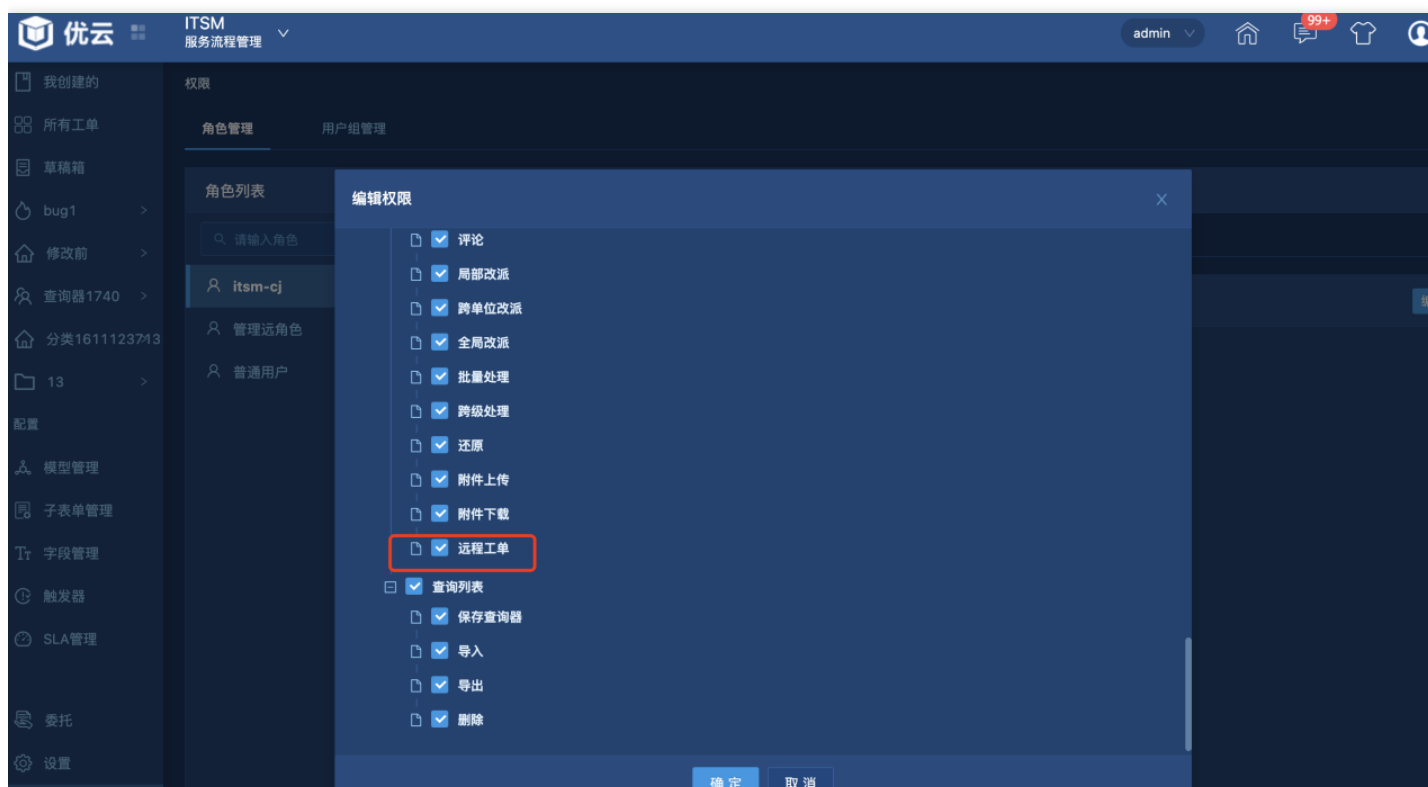 优云
ITSM
服务流程管理
admin
99+
我创建的
所有工单
草稿箱
bug1
修改前
查询器1740
分类1611123713
13
配置
模型管理
子表单管理
字段管理
触发器
SLA管理
委托
设置
权限
角色管理
用户组管理
角色列表
请输入角色
itsm-cj
管理远角色
普通用户
编辑权限
评论
局部改派
跨单位改派
全局改派
批量处理
跨级处理
还原
附件上传
附件下载
远程工单
查询列表
保存查询器
导入
导出
删除
确 定
取 消